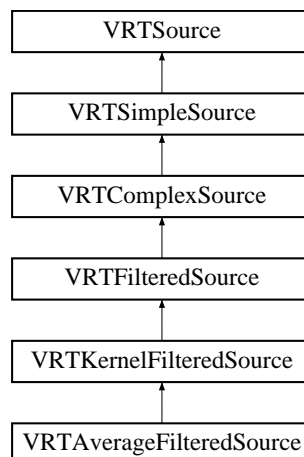 VRTSource
VRTSimpleSource
VRTComplexSource
VRTFilteredSource
VRTKernelFilteredSource
VRTAverageFilteredSource